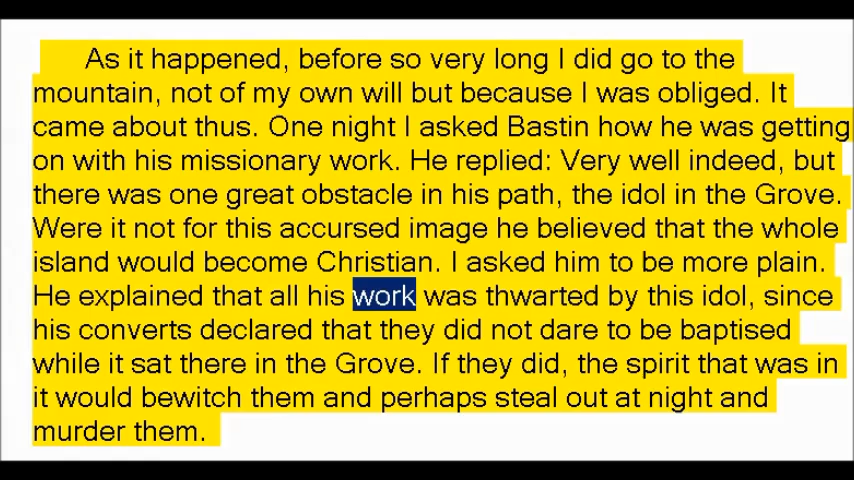 As it happened, before so very long I did go to the
mountain, not of my own will but because I was obliged. It
came about thus. One night I asked Bastin how he was getting
on with his missionary work. He replied: Very well indeed, but
there was one great obstacle in his path, the idol in the Grove.
Were it not for this accursed image he believed that the whole
island would become Christian. I asked him to be more plain.
He explained that all his work was thwarted by this idol, since
his converts declared that they did not dare to be baptised
while it sat there in the Grove. If they did, the spirit that was in
it would bewitch them and perhaps steal out at night and
murder them.